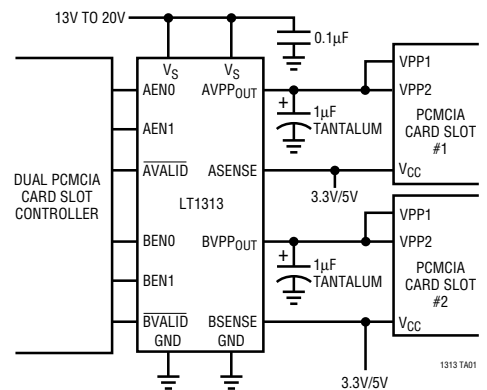 13V TO 20V
0.1µF
VS
VS
AEN0
AVPPOUT
VPP1
VPP2
+
1µF
TANTALUM
PCMCIA
CARD SLOT
#1
AEN1
AVALID
ASENSE
VCC
3.3V/5V
DUAL PCMCIA
CARD SLOT
CONTROLLER
LT1313
BEN0
BVPPOUT
VPP1
VPP2
+
1µF
TANTALUM
PCMCIA
CARD SLOT
#2
BEN1
BVALID
BSENSE
VCC
GND
GND
3.3V/5V
1313 TA01